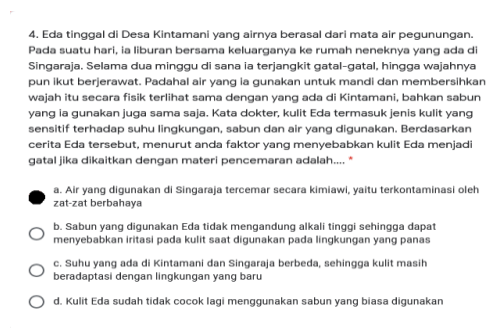 4. Eda tinggal di Desa Kintamani yang airnya berasal dari mata air pegunungan.
Pada suatu hari, ia liburan bersama keluarganya ke rumah neneknya yang ada di
Singaraja. Selama dua minggu di sana ia terjangkit gatal-gatal, hingga wajahnya
pun ikut berjerawat. Padahal air yang ia gunakan untuk mandi dan membersihkan
wajah itu secara fisik terlihat sama dengan yang ada di Kintamani, bahkan sabun
yang ia gunakan juga sama saja. Kata dokter, kulit Eda termasuk jenis kulit yang
sensitif terhadap suhu lingkungan, sabun dan air yang digunakan. Berdasarkan
cerita Eda tersebut, menurut anda faktor yang menyebabkan kulit Eda menjadi
gatal jika dikaitkan dengan materi pencemaran adalah.... *
a. Air yang digunakan di Singaraja tercemar secara kimiawi, yaitu terkontaminasi oleh
zat-zat berbahaya
b. Sabun yang digunakan Eda tidak mengandung alkali tinggi sehingga dapat
menyebabkan iritasi pada kulit saat digunakan pada lingkungan yang panas
c. Suhu yang ada di Kintamani dan Singaraja berbeda, sehingga kulit masih
beradaptasi dengan lingkungan yang baru
d. Kulit Eda sudah tidak cocok lagi menggunakan sabun yang biasa digunakan